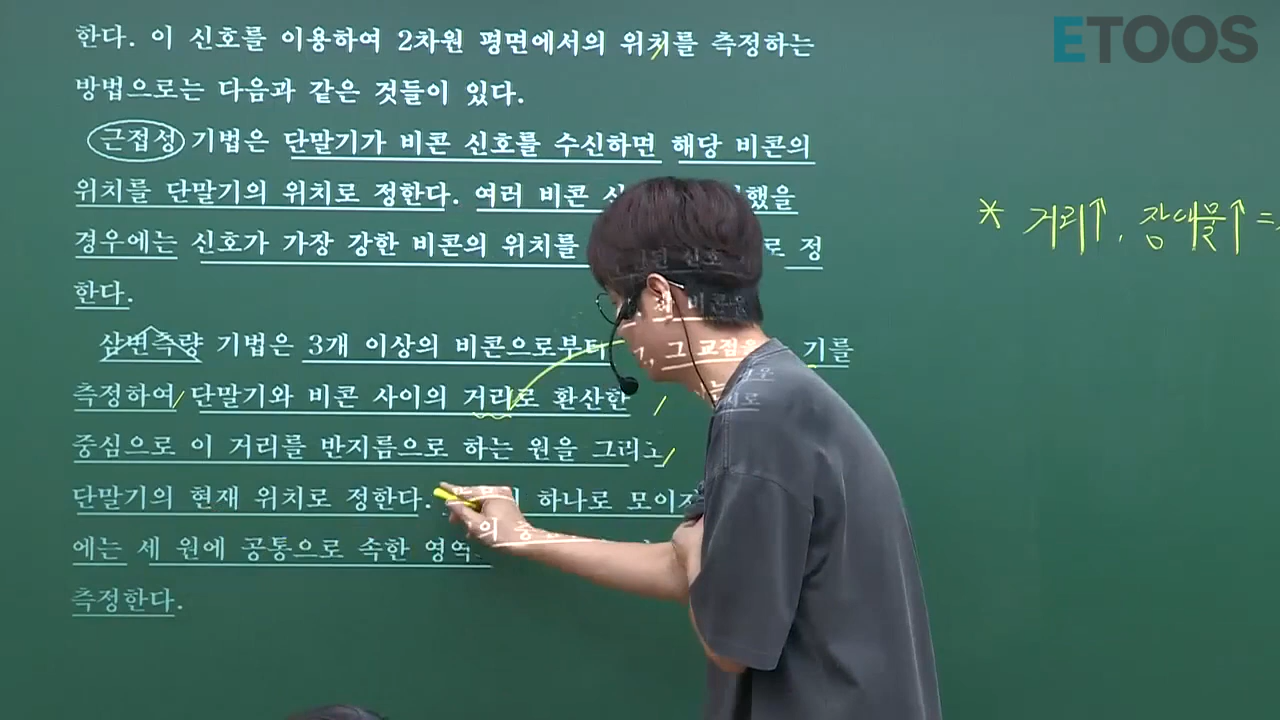 한다. 이 신호를 이용하여 2차원 평면에서의 위치를 측정하는
방법으로는 다음과 같은 것들이 있다.
근접성 기법은 단말기가 비콘 신호를 수신하면 해당 비콘의
위치를 단말기의 위치로 정한다. 여러 비콘
경우에는 신호가 가장 강한 비콘의 위치를 정
한다.
삼변측량 기법은 3개 이상의 비콘으로부터 기를
측정하여 단말기와 비콘 사이의 거리로 환산한
중심으로 이 거리를 반지름으로 하는 원을 그리고
, 그 교점을
단말기의 현재 위치로 정한다. 하나로 모이지
에는 세 원에 공통으로 속한 영역의
측정한다.
* 거리↑, 장애물↑ =
ETOOS